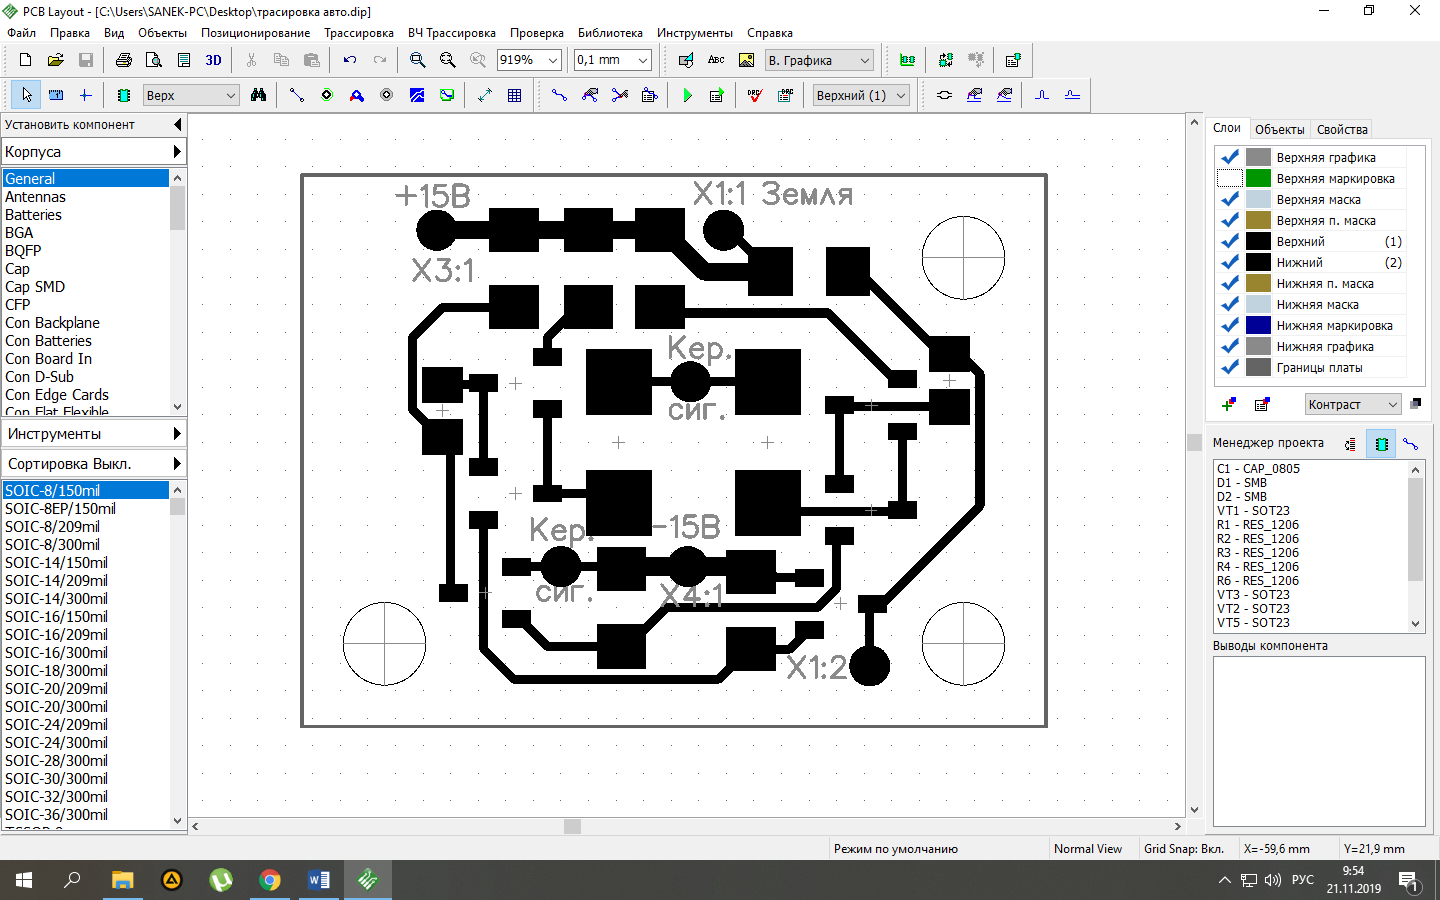 PCB Layout - [C:\Users\SANEK-PC\Desktop\трасировка авто.dip]
Файл Правка Вид Объекты Позиционирование Трассировка ВЧ Трассировка Проверка Библиотека Инструменты Справка
3D 919% 0,1 mm ABC В. Графика
Верх DRC DRC Верхний (1)
Установить компонент
Корпуса
General
Antennas
Batteries
BGA
BQFP
Cap
Cap SMD
CFP
Con Backplane
Con Batteries
Con Board In
Con D-Sub
Con Edge Cards
Con Flat Flexible
Инструменты
Сортировка Выкл.
SOIC-8/150mil
SOIC-8EP/150mil
SOIC-8/209mil
SOIC-8/300mil
SOIC-14/150mil
SOIC-14/209mil
SOIC-14/300mil
SOIC-16/150mil
SOIC-16/209mil
SOIC-16/300mil
SOIC-18/300mil
SOIC-20/209mil
SOIC-20/300mil
SOIC-24/209mil
SOIC-24/300mil
SOIC-28/300mil
SOIC-30/300mil
SOIC-32/300mil
SOIC-36/300mil
+15В
X1:1 Земля
X3:1
Кер.
сиг.
Кер.
-15В
сиг.
X4:1
X1:2
Слои Объекты Свойства
Верхняя графика
Верхняя маркировка
Верхняя маска
Верхняя п. маска
Верхний (1)
Нижний (2)
Нижняя п. маска
Нижняя маска
Нижняя маркировка
Нижняя графика
Границы платы
Контраст
Менеджер проекта
C1 - CAP_0805
D1 - SMB
D2 - SMB
VT1 - SOT23
R1 - RES_1206
R2 - RES_1206
R3 - RES_1206
R4 - RES_1206
R6 - RES_1206
VT3 - SOT23
VT2 - SOT23
VT5 - SOT23
Выводы компонента
Режим по умолчанию Normal View Grid Snap: Вкл. X=-59,6 mm Y=21,9 mm
РУС
9:54
21.11.2019
1